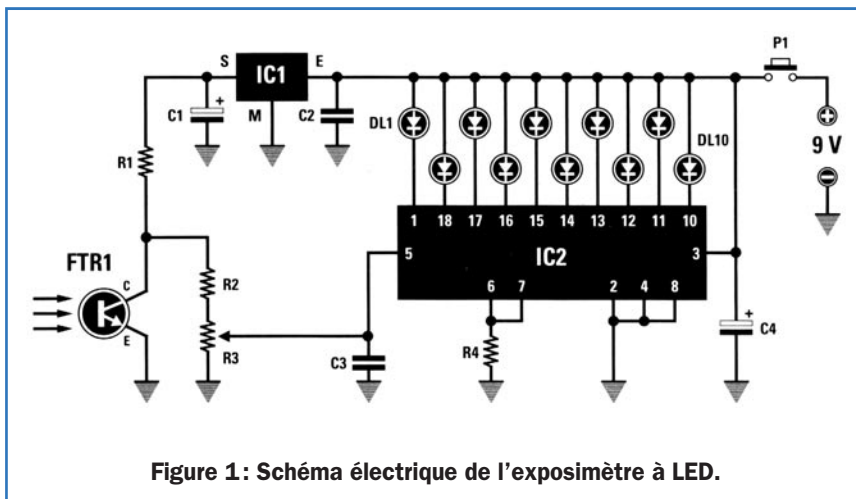 P1
S IC1 E
C1 + M C2 DL1 DL10 9 V
R1
1 18 17 16 15 14 13 12 11 10
5 IC2 3
FTR1
C R2 6 7 2 4 8
E R3 C3 R4 + C4
Figure 1: Schéma électrique de l'exposimètre à LED.